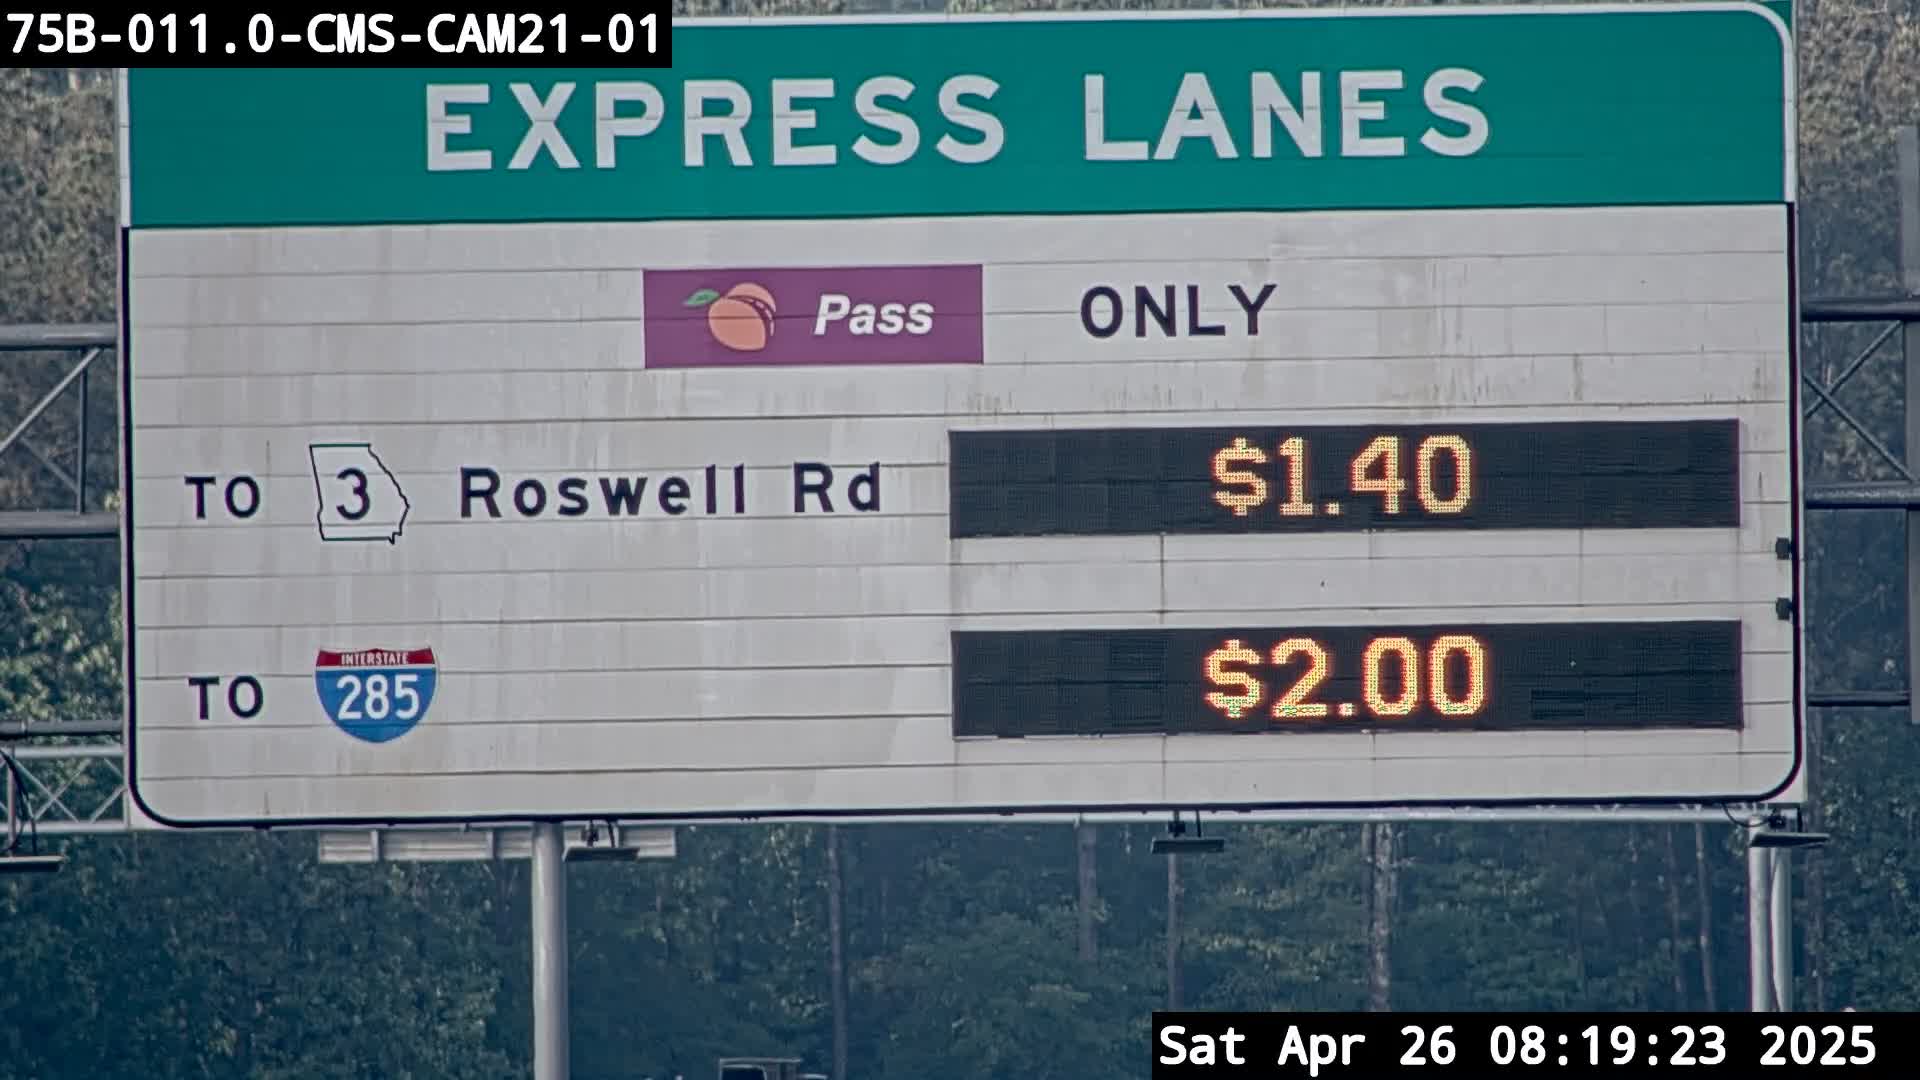 75B-011.0-CMS-CAM21-01
EXPRESS LANES
Pass ONLY
TO 3 Roswell Rd $1.40
TO INTERSTATE 285 $2.00
Sat Apr 26 08:19:23 2025